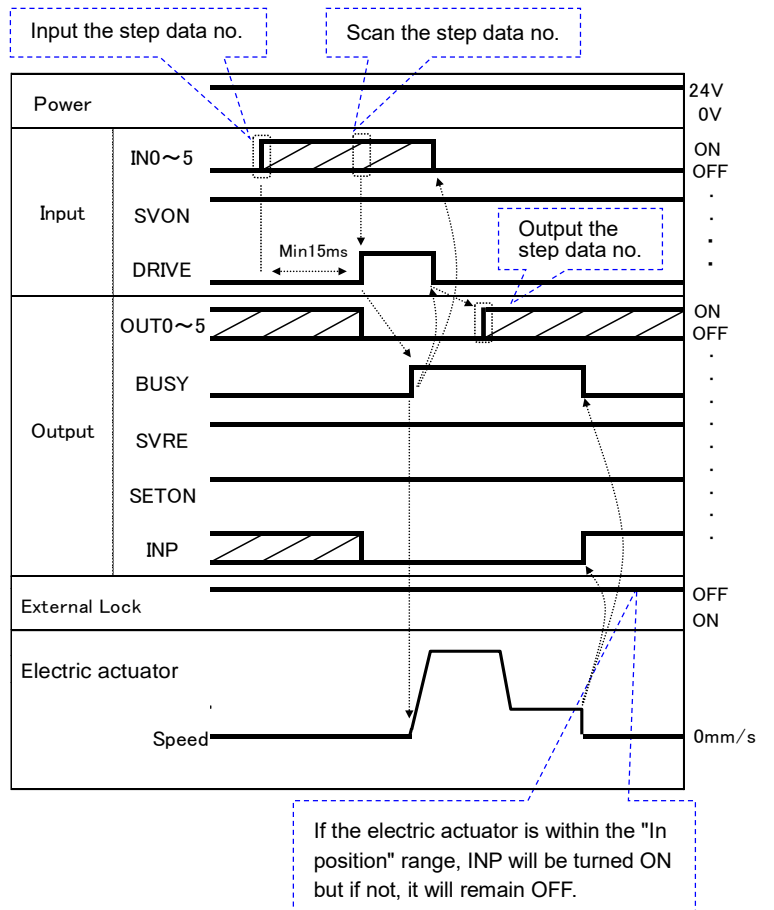 Input the step data no.
Scan the step data no.
Power
24V
0V
Input
IN0～5
ON
OFF
SVON
Min15ms
DRIVE
Output the
step data no.
Output
OUT0～5
ON
OFF
BUSY
SVRE
SETON
INP
External Lock
OFF
ON
Electric actuator
Speed
0mm/s
If the electric actuator is within the "In
position" range, INP will be turned ON
but if not, it will remain OFF.